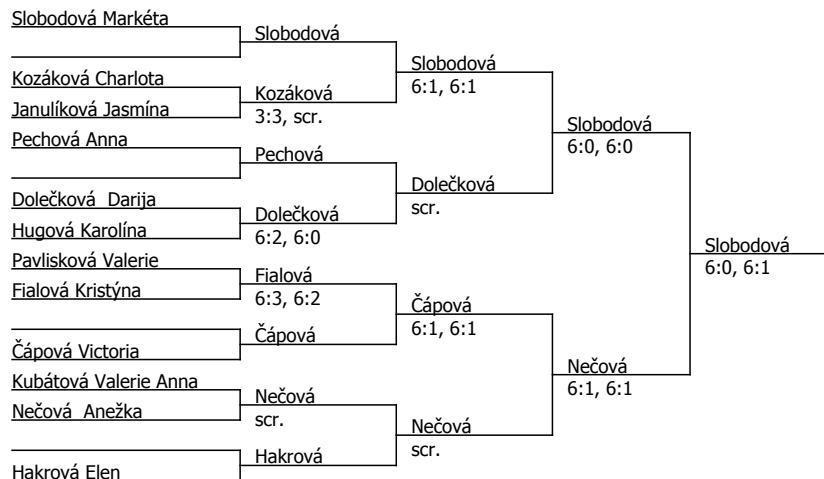 Slobodová Markéta
Slobodová
Slobodová
6:1, 6:1
Kozáková Charlota
Kozáková
3:3, scr.
Janulíková Jasmína
Slobodová
6:0, 6:0
Pechová Anna
Pechová
Dolečková
scr.
Dolečková  Darija
Dolečková
6:2, 6:0
Hugová Karolína
Slobodová
6:0, 6:1
Pavlisková Valerie
Fialová
6:3, 6:2
Fialová Kristýna
Čápová
6:1, 6:1
Čápová
Čápová Victoria
Nečová
6:1, 6:1
Kubátová Valerie Anna
Nečová
scr.
Nečová  Anežka
Nečová
scr.
Hakrová
Hakrová Elen